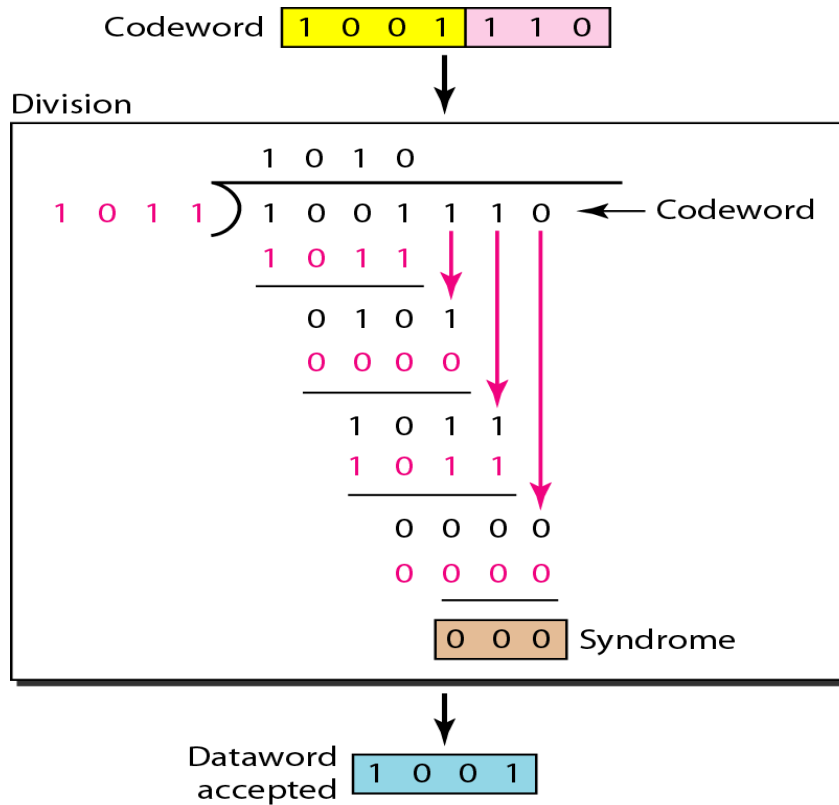 Codeword 1 0 0 1 1 1 0
Division
1 0 1 0
1 0 1 1 1 0 0 1 1 1 0 Codeword
1 0 1 1
0 1 0 1
0 0 0 0
1 0 1 1
1 0 1 1
0 0 0 0
0 0 0 0
0 0 0 Syndrome
Dataword
accepted 1 0 0 1